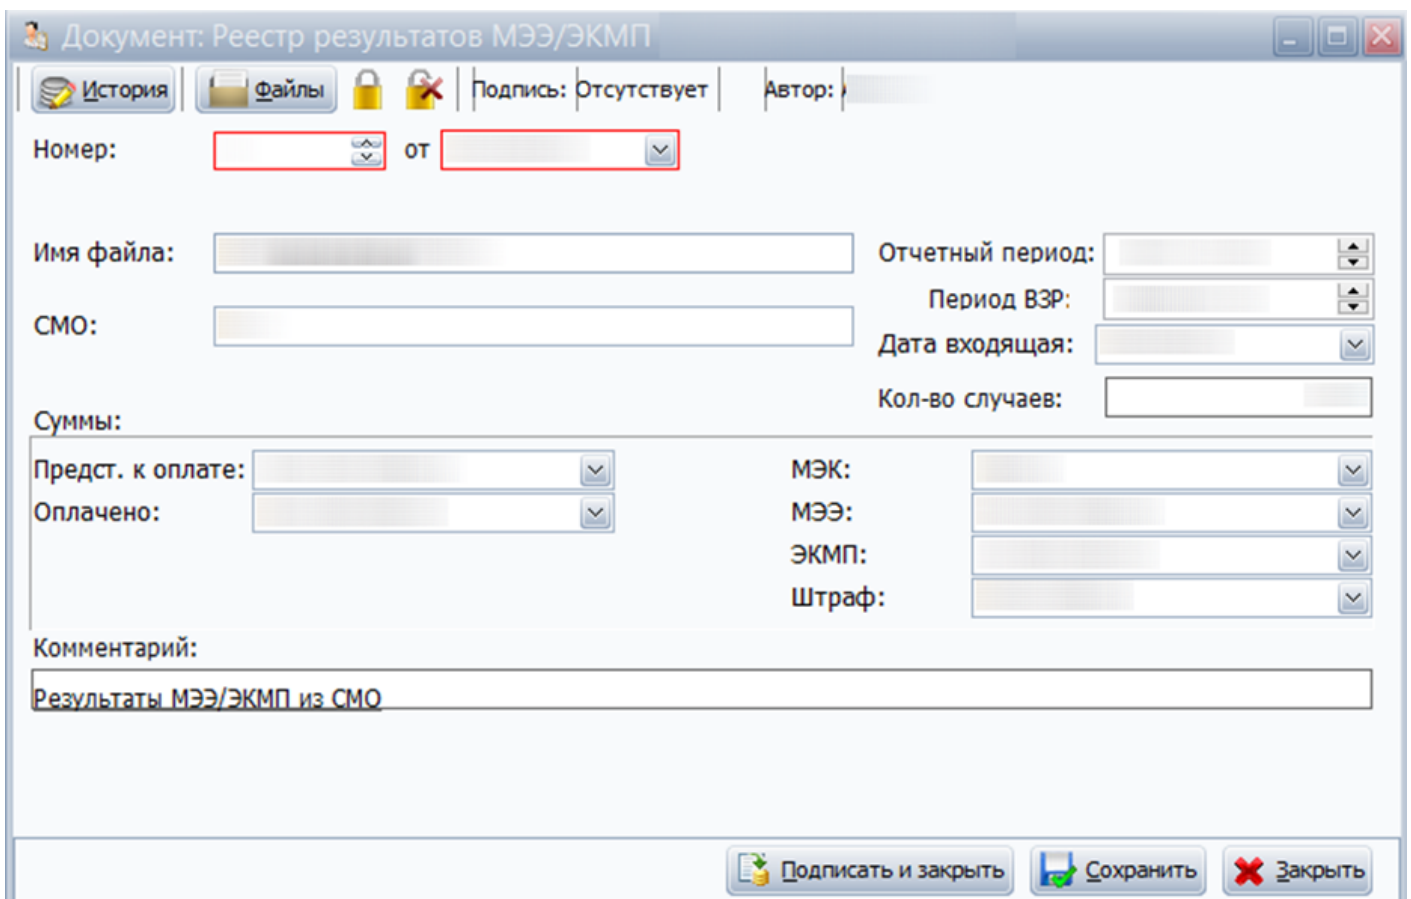 Документ: Реестр результатов МЭЭ/ЭКМП
История Файлы Подпись: Отсутствует Автор:
Номер: от
Имя файла: Отчетный период:
Период ВЗР:
СМО:
Дата входящая:
Кол-во случаев:
Суммы:
Предст. к оплате: МЭК:
Оплачено: МЭЭ:
ЭКМП:
Штраф:
Комментарий:
Результаты МЭЭ/ЭКМП из СМО
Подписать и закрыть Сохранить Закрыть